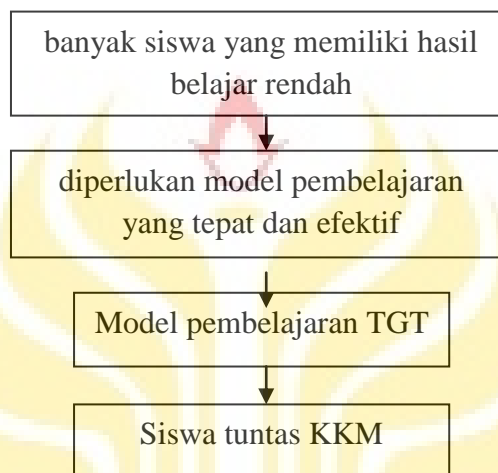 banyak siswa yang memiliki hasil
belajar rendah
diperlukan model pembelajaran
yang tepat dan efektif
Model pembelajaran TGT
Siswa tuntas KKM